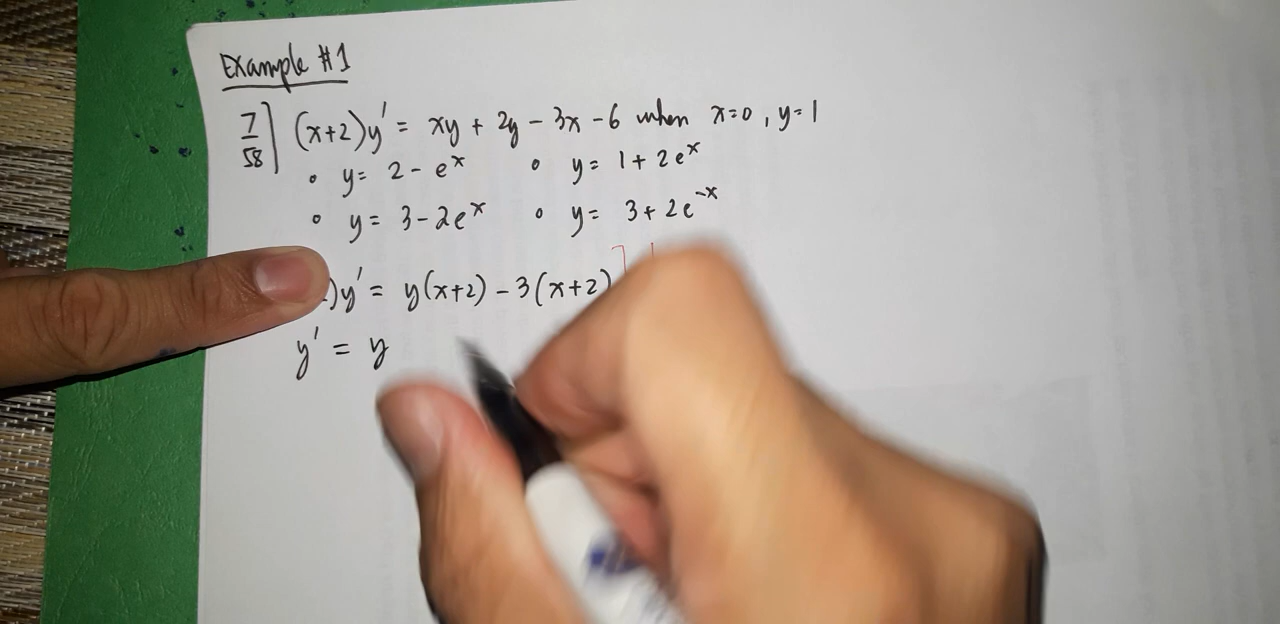 Example #1
7/58] (x+2)y' = xy + 2y - 3x - 6 when x=0, y=1
∘ y = 2 - e^x ∘ y = 1 + 2e^x
∘ y = 3 - 2e^x ∘ y = 3 + 2e^-x
)y' = y(x+2) - 3(x+2)
y' = y